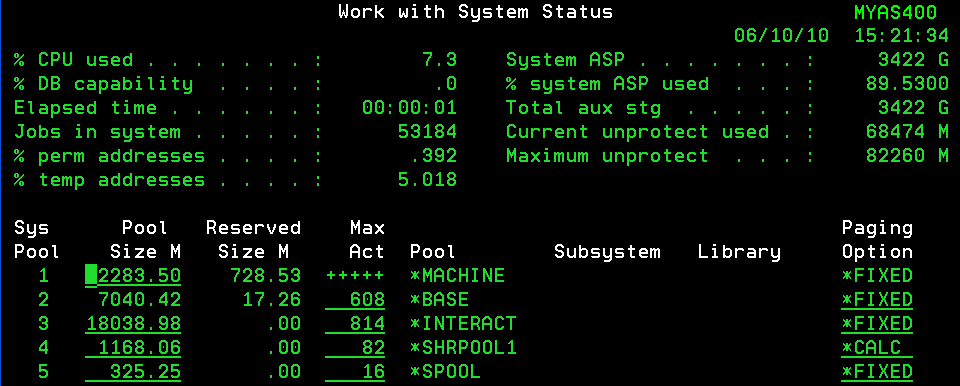 Work with System Status MYAS400
06/10/10 15:21:34
% CPU used . . . . . . . : 7.3 System ASP . . . . . . . : 3422 G
% DB capability . . . . : .0 % system ASP used . . . : 89.5300
Elapsed time . . . . . . : 00:00:01 Total aux stg . . . . . : 3422 G
Jobs in system . . . . . : 53184 Current unprotect used . : 68474 M
% perm addresses . . . . : .392 Maximum unprotect . . . : 82260 M
% temp addresses . . . . : 5.018
Sys Pool Reserved Max Paging
Pool Size M Size M Act Pool Subsystem Library Option
1 2283.50 728.53 +++++ *MACHINE *FIXED
2 7040.42 17.26 608 *BASE *FIXED
3 18038.98 .00 814 *INTERACT *FIXED
4 1168.06 .00 82 *SHRPOOL1 *CALC
5 325.25 .00 16 *SPOOL *FIXED